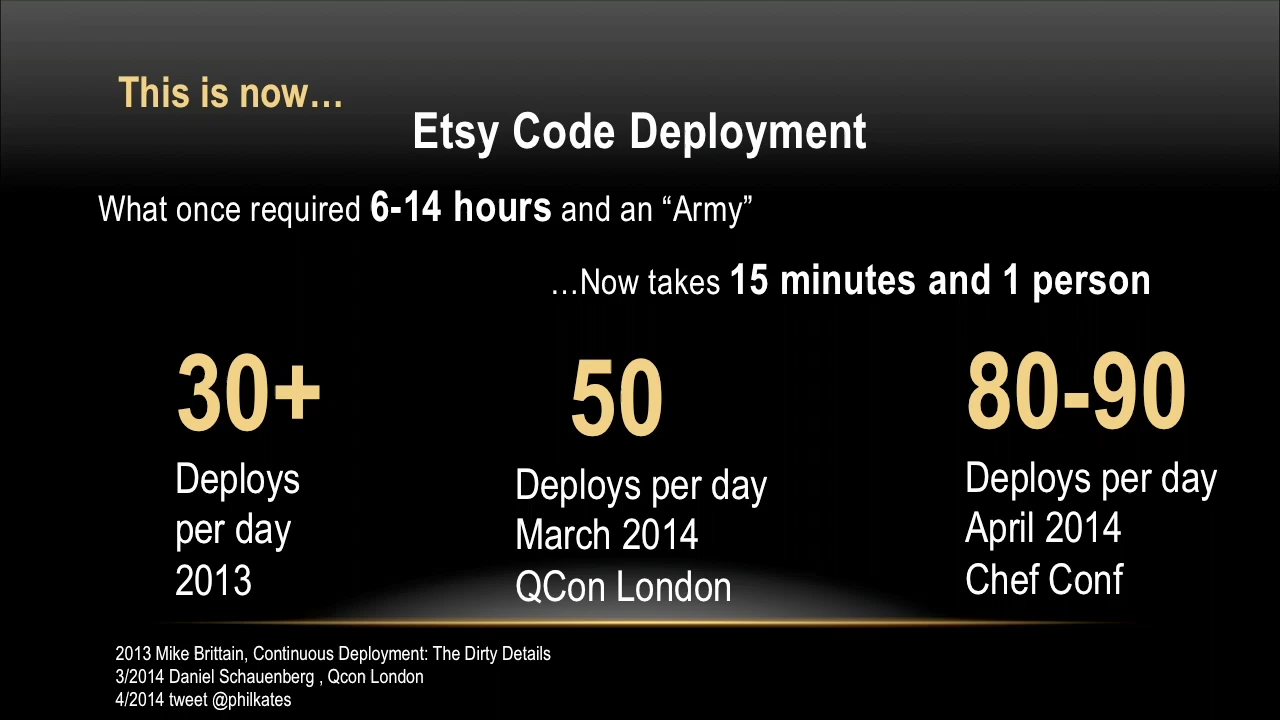 This is now…
Etsy Code Deployment
What once required 6-14 hours and an “Army”
…Now takes 15 minutes and 1 person
30+
Deploys
per day
2013
50
Deploys per day
March 2014
QCon London
80-90
Deploys per day
April 2014
Chef Conf
2013 Mike Brittain, Continuous Deployment: The Dirty Details
3/2014 Daniel Schauenberg , Qcon London
4/2014 tweet @philkates